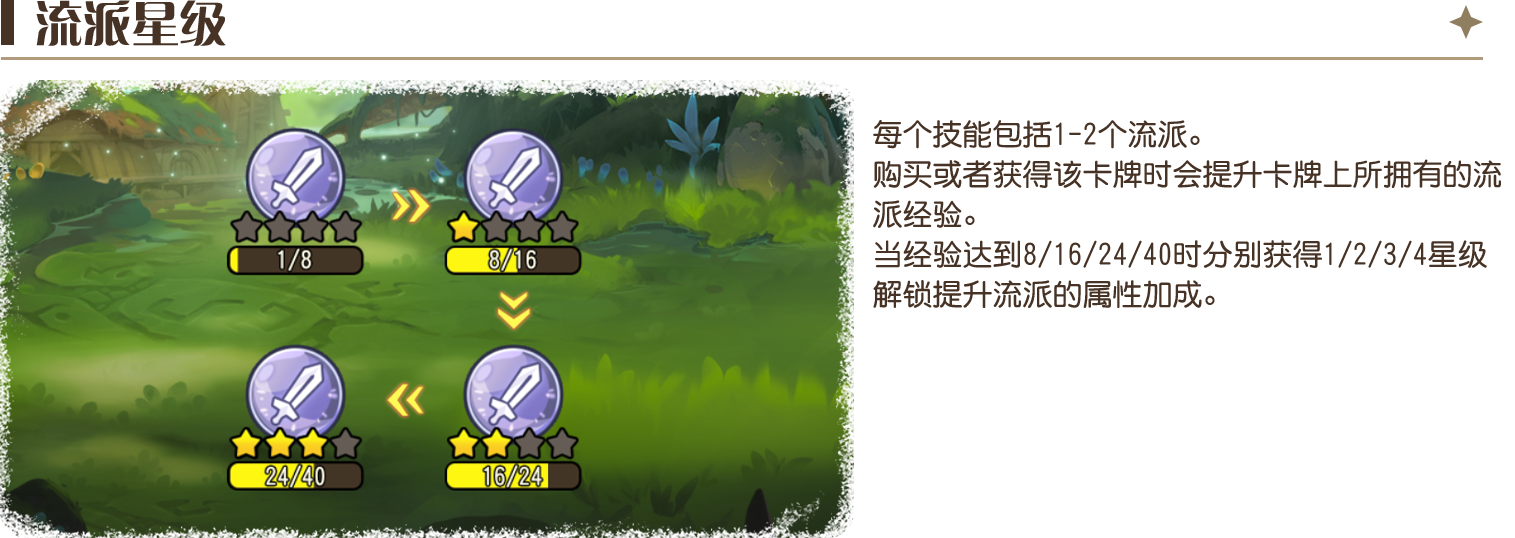 流派星级
每个技能包括1-2个流派。
购买或者获得该卡牌时会提升卡牌上所拥有的流
派经验。
当经验达到8/16/24/40时分别获得1/2/3/4星级
解锁提升流派的属性加成。
1/8
8/16
24/40
16/24